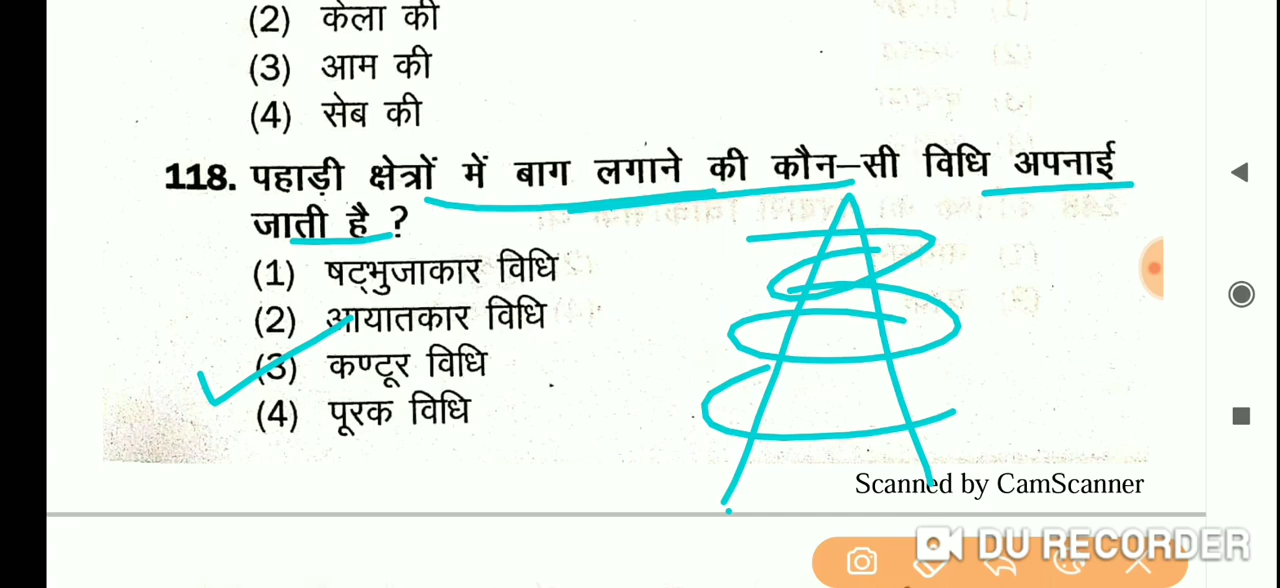 (2) केला की
(3) आम की
(4) सेब की
118. पहाड़ी क्षेत्रों में बाग लगाने की कौन–सी विधि अपनाई
जाती है ?
(1) षट्भुजाकार विधि
(2) आयातकार विधि
(3) कण्टूर विधि
(4) पूरक विधि
Scanned by CamScanner
DU RECORDER